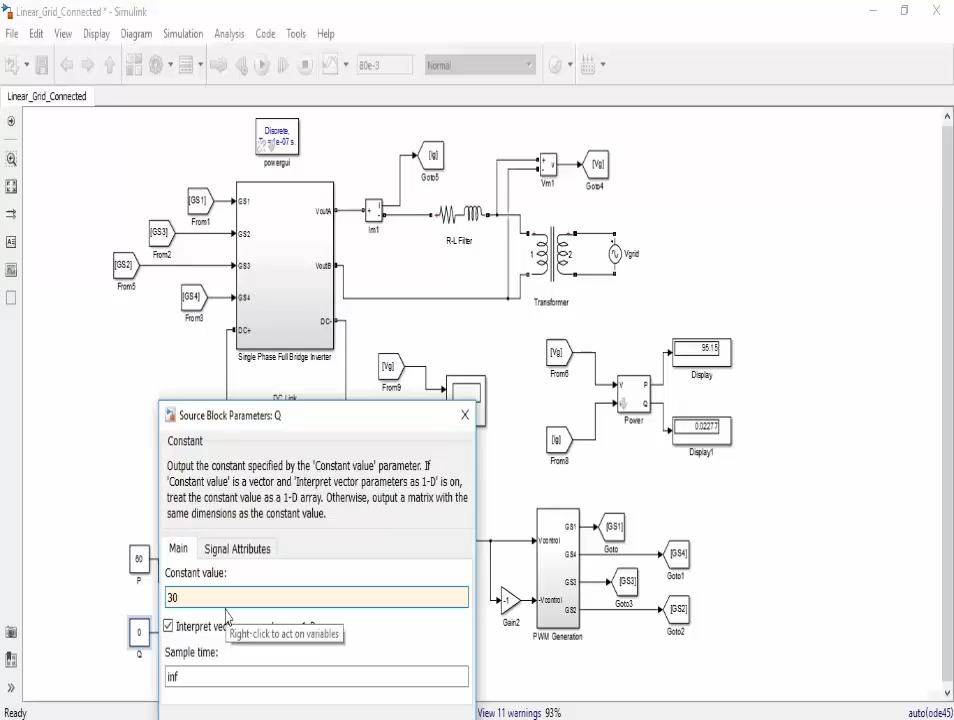 Linear_Grid_Connected * - Simulink
File Edit View Display Diagram Simulation Analysis Code Tools Help
80e-3
Normal
Linear_Grid_Connected
Discrete,
1e-07 s.
powergui
[GS1]
From1
[GS3]
From2
[GS2]
From5
[GS4]
From3
GS1
GS2
GS3
GS4
DC+
VoutA
VoutB
DC-
Single Phase Full Bridge Inverter
Im1
[Ig]
Goto5
R-L Filter
Vm1
[Vg]
Goto4
1
2
Transformer
Vgrid
[Vg]
From9
[Vg]
From6
[Ig]
From8
V
P
Q
Power
95.15
Display
0.02277
Display1
DC Link
Source Block Parameters: Q
Constant
Output the constant specified by the 'Constant value' parameter. If
'Constant value' is a vector and 'Interpret vector parameters as 1-D' is on,
treat the constant value as a 1-D array. Otherwise, output a matrix with the
same dimensions as the constant value.
Main Signal Attributes
Constant value:
30
Interpret
Right-click to act on variables
Sample time:
inf
P
0
Q
-1
Gain2
Vcontrol
-Vcontrol
GS1
GS4
GS3
GS2
PWM Generation
[GS1]
Goto
[GS4]
Goto1
[GS3]
Goto3
[GS2]
Goto2
Ready
View 11 warnings 93%
auto(ode45)